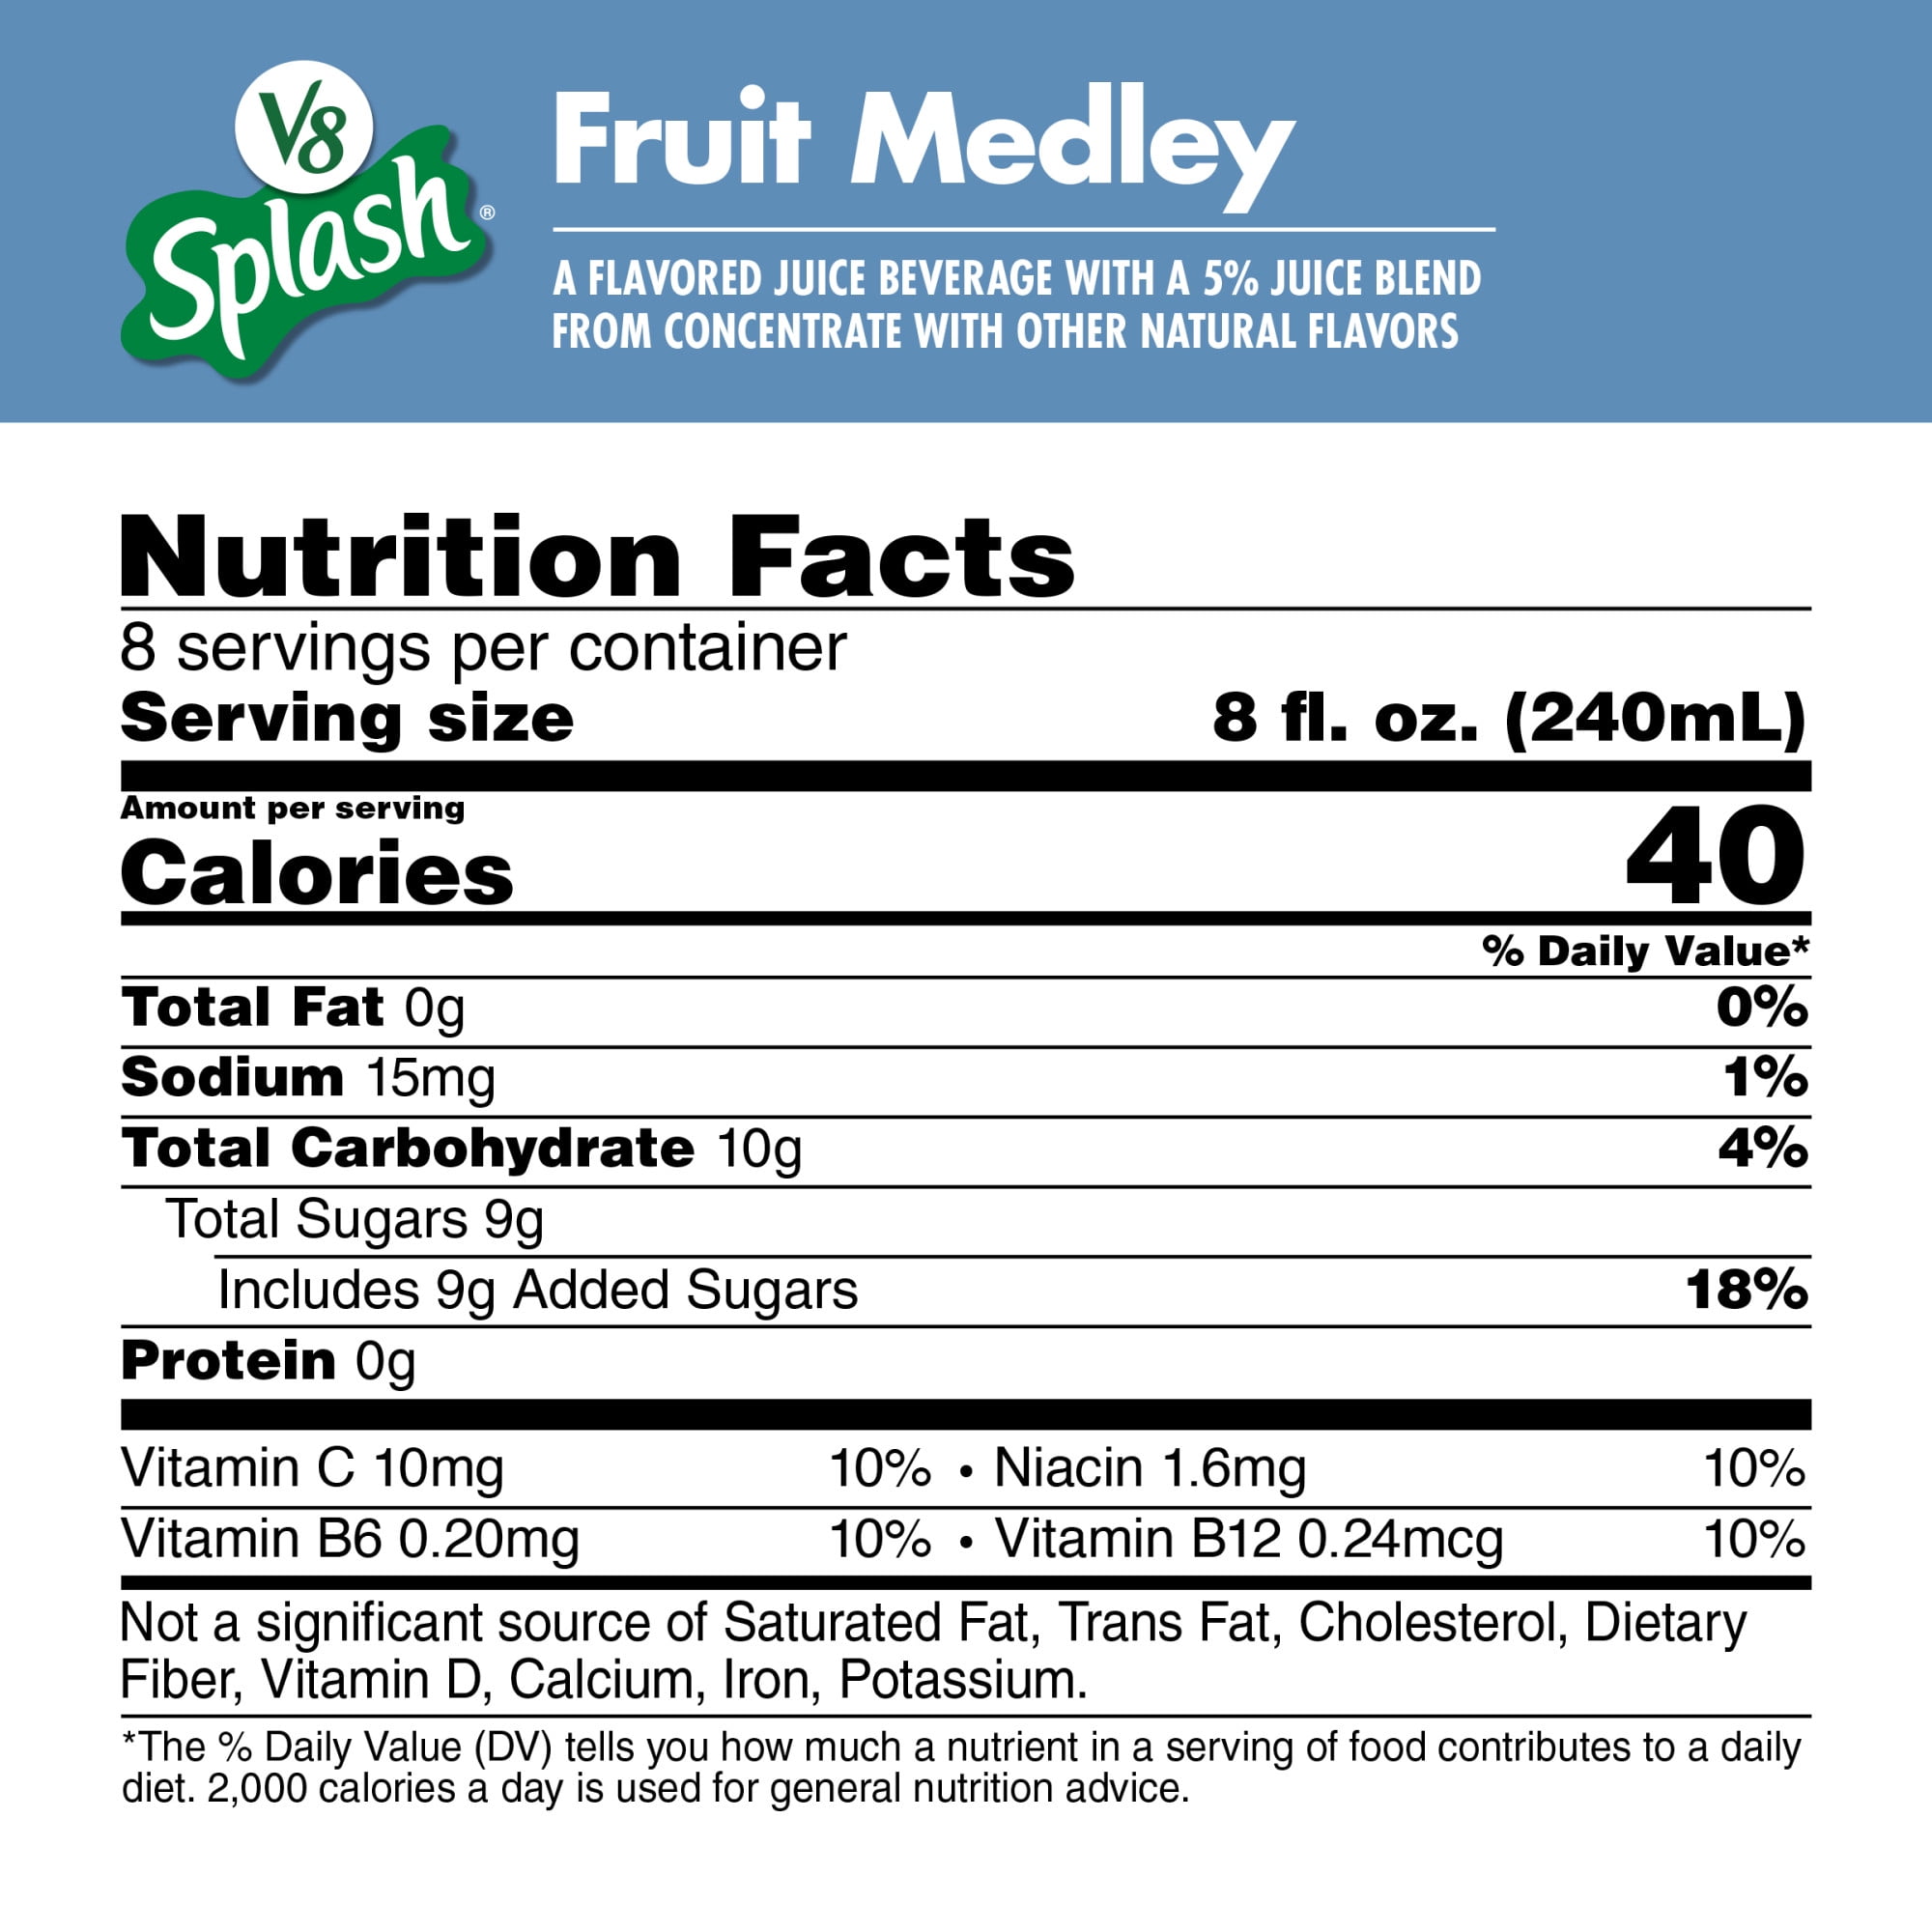 V8
Splash®
Fruit Medley
A FLAVORED JUICE BEVERAGE WITH A 5% JUICE BLEND
FROM CONCENTRATE WITH OTHER NATURAL FLAVORS
Nutrition Facts
8 servings per container
Serving size 8 fl. oz. (240mL)
Amount per serving
Calories 40
% Daily Value*
Total Fat 0g 0%
Sodium 15mg 1%
Total Carbohydrate 10g 4%
Total Sugars 9g
Includes 9g Added Sugars 18%
Protein 0g
Vitamin C 10mg 10% • Niacin 1.6mg 10%
Vitamin B6 0.20mg 10% • Vitamin B12 0.24mcg 10%
Not a significant source of Saturated Fat, Trans Fat, Cholesterol, Dietary
Fiber, Vitamin D, Calcium, Iron, Potassium.
*The % Daily Value (DV) tells you how much a nutrient in a serving of food contributes to a daily
diet. 2,000 calories a day is used for general nutrition advice.